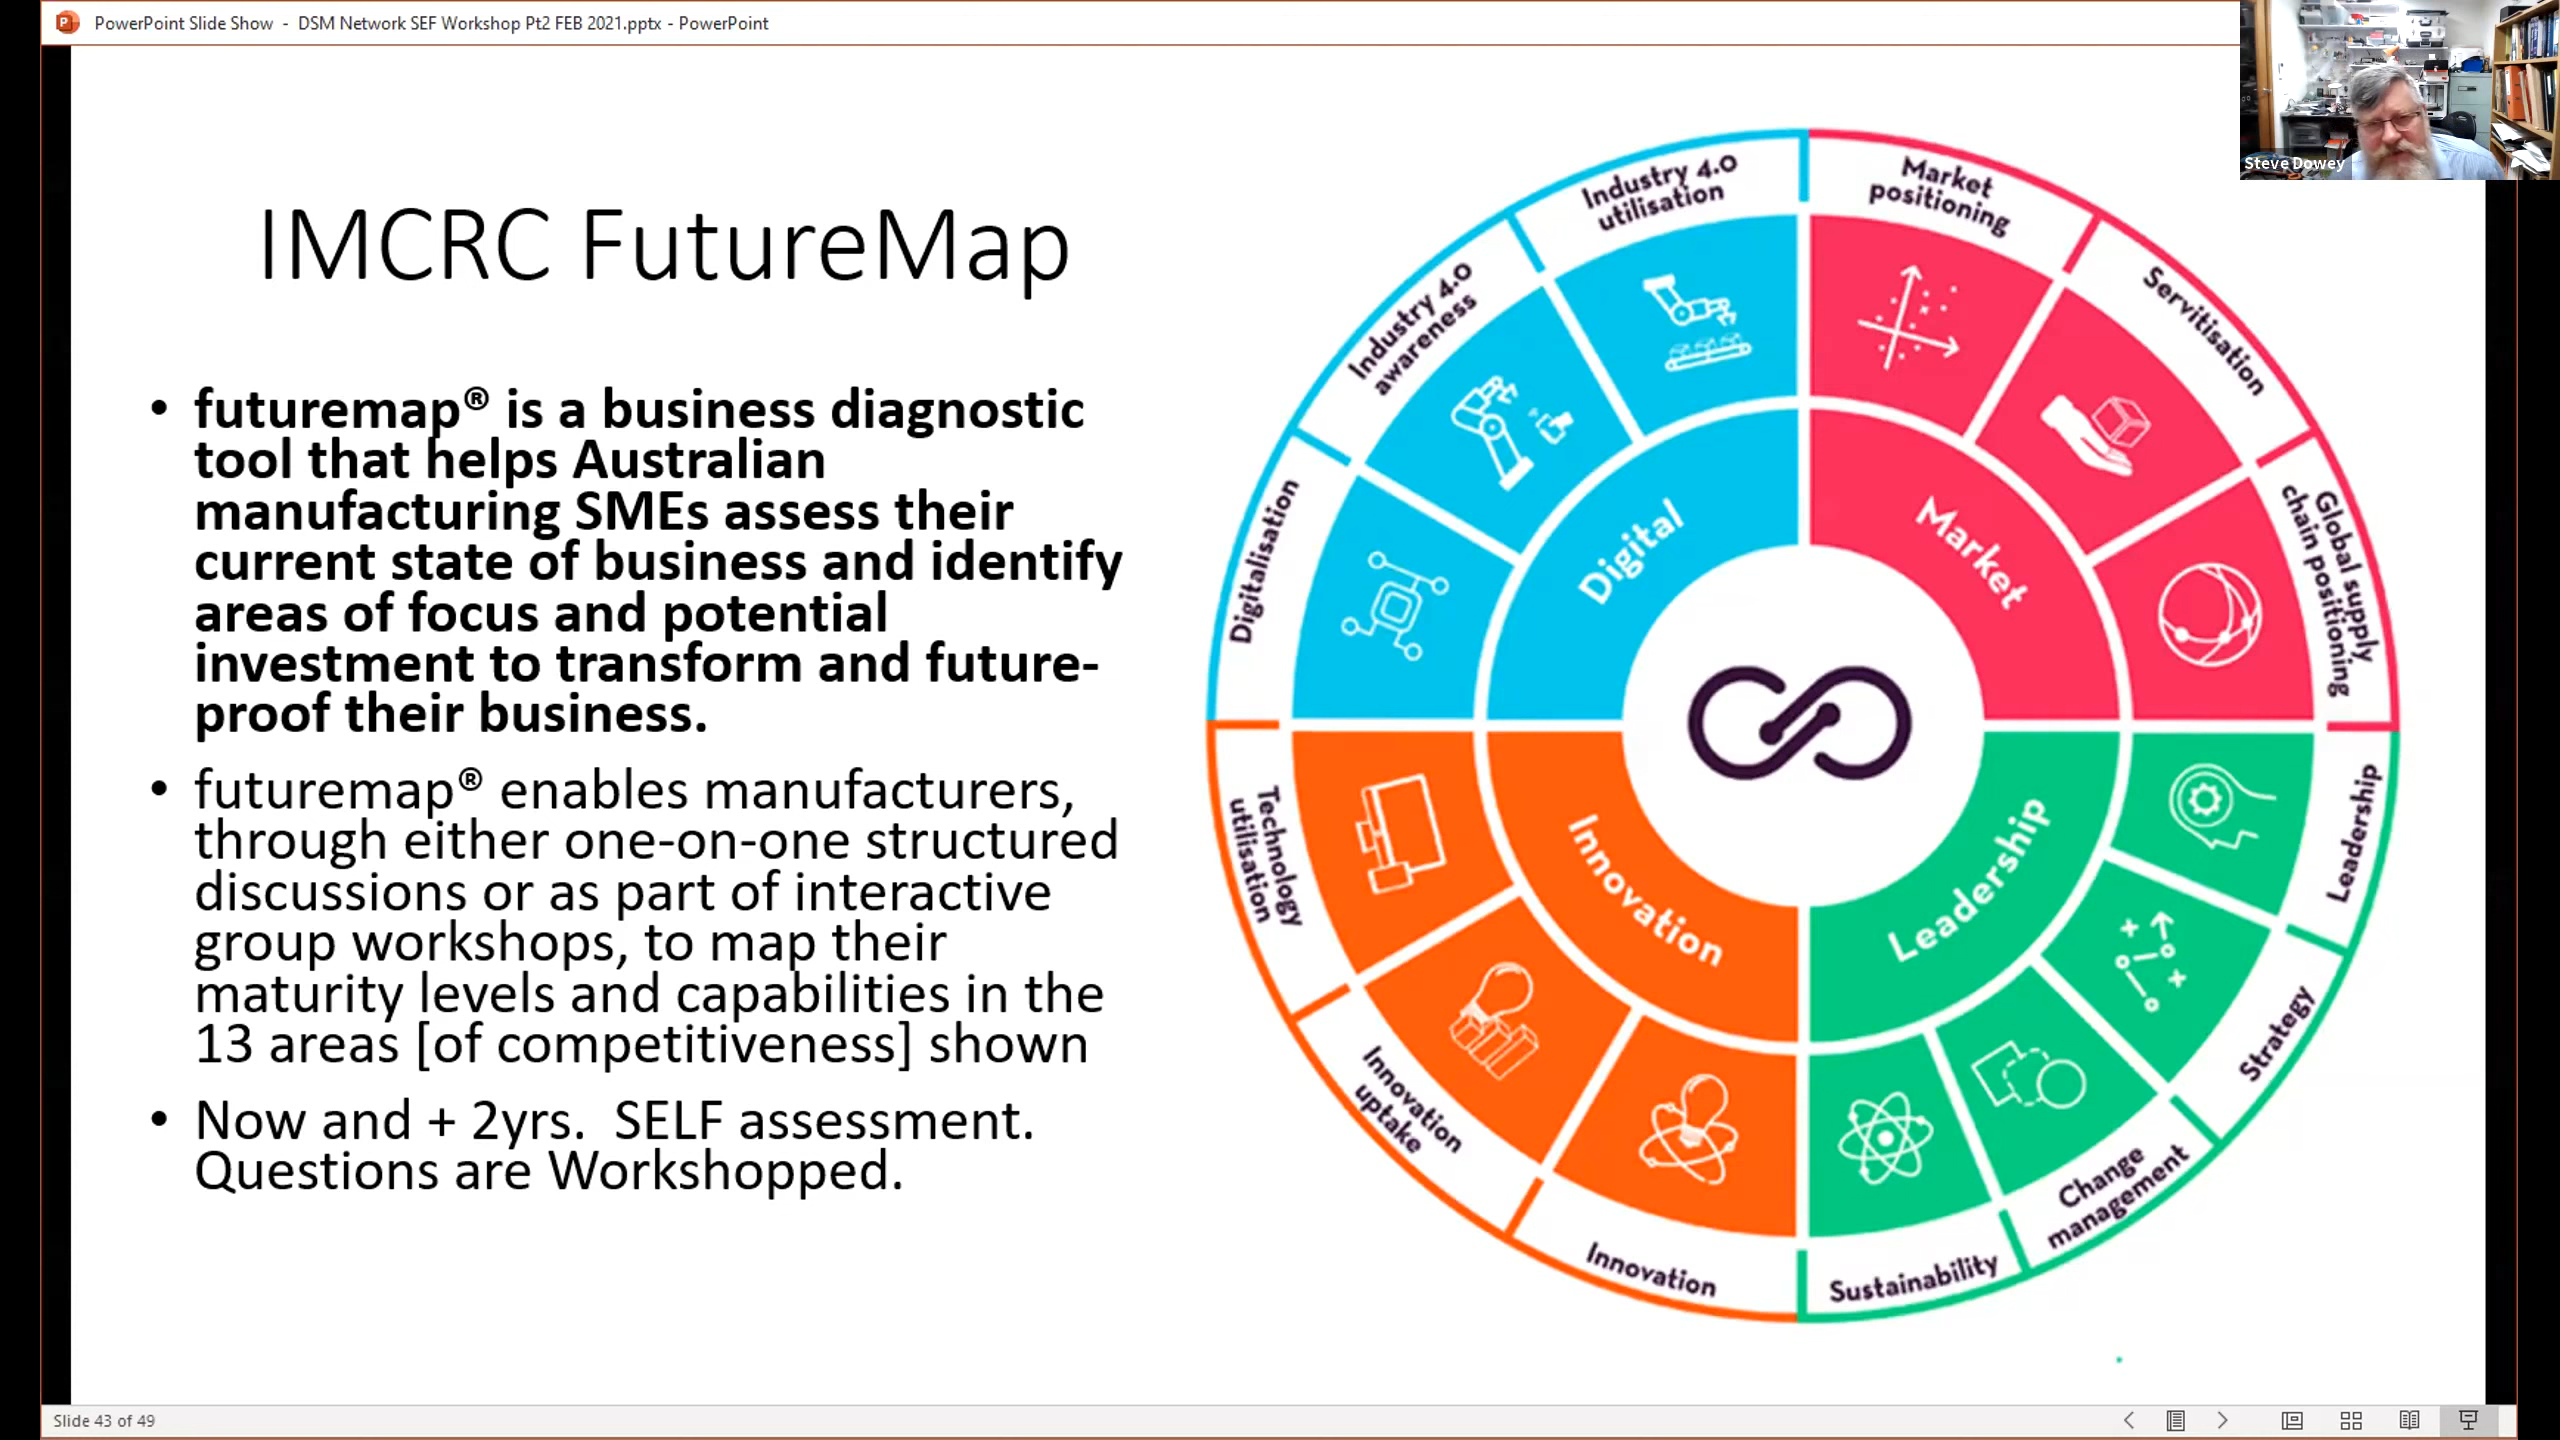 PowerPoint Slide Show - DSM Network SEF Workshop Pt2 FEB 2021.pptx - PowerPoint
Steve Dowey
IMCRC FutureMap
• futuremap® is a business diagnostic
tool that helps Australian
manufacturing SMEs assess their
current state of business and identify
areas of focus and potential
investment to transform and future-
proof their business.
• futuremap® enables manufacturers,
through either one-on-one structured
discussions or as part of interactive
group workshops, to map their
maturity levels and capabilities in the
13 areas [of competitiveness] shown
• Now and + 2yrs. SELF assessment.
Questions are Workshopped.
Industry 4.0
utilisation
Market
positioning
Industry 4.0
awareness
Servitisation
Digitalisation
Global supply
chain positioning
Digital
Market
Technology
utilisation
Innovation
Leadership
Leadership
Innovation
uptake
Strategy
Change
management
Innovation
Sustainability
Slide 43 of 49